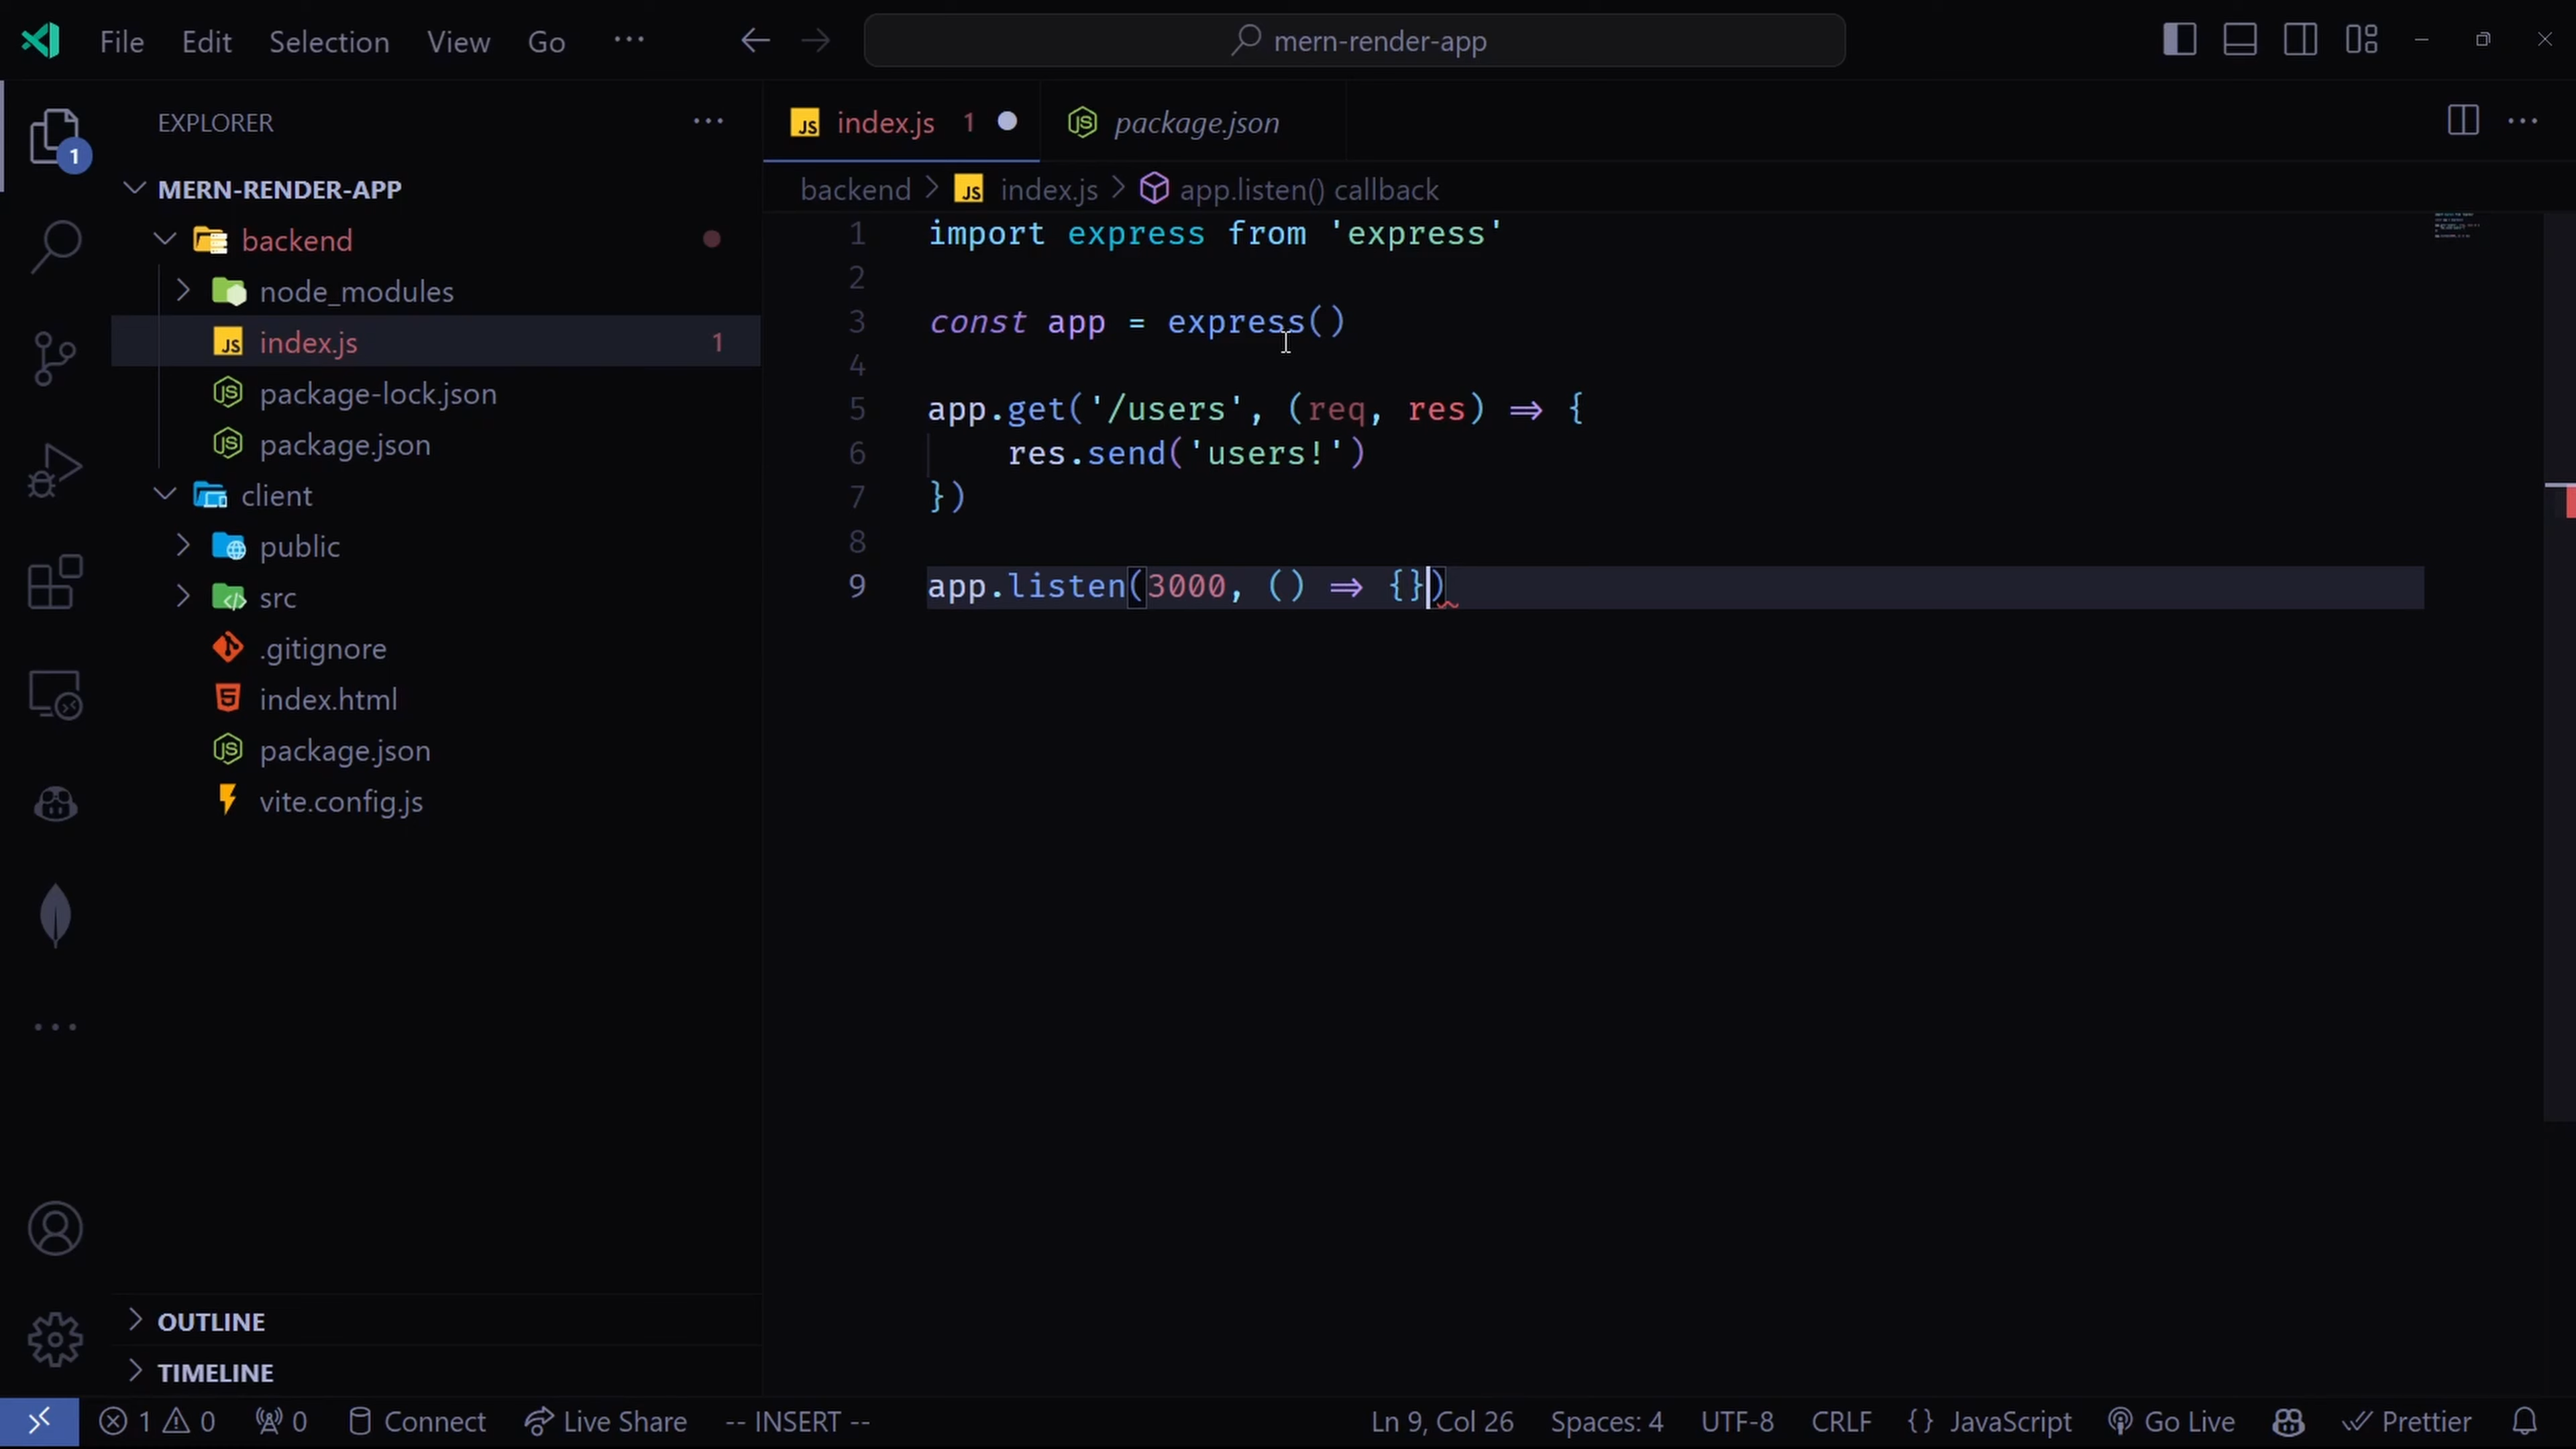 File Edit Selection View Go ··· mern-render-app
EXPLORER ···
1
MERN-RENDER-APP
backend
node_modules
index.js 1
package-lock.json
package.json
client
public
src
.gitignore
index.html
package.json
vite.config.js
OUTLINE
TIMELINE
JS index.js 1 package.json
backend > JS index.js > app.listen() callback
1 import express from 'express'
2
3 const app = express()
4
5 app.get('/users', (req, res) => {
6 res.send('users!')
7 })
8
9 app.listen(3000, () => {})
1 0 0 Connect Live Share -- INSERT -- Ln 9, Col 26 Spaces: 4 UTF-8 CRLF {} JavaScript Go Live Prettier